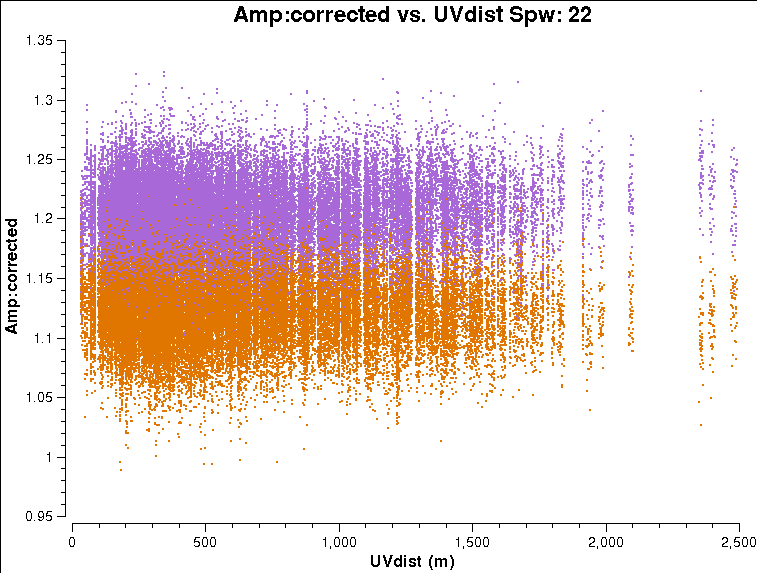 Amp:corrected vs. UVdist Spw: 22
1.35
1.3
1.25
1.2
1.15
1.1
1.05
1
0.95
Amp:corrected
0 500 1,000 1,500 2,000 2,500
UVdist (m)